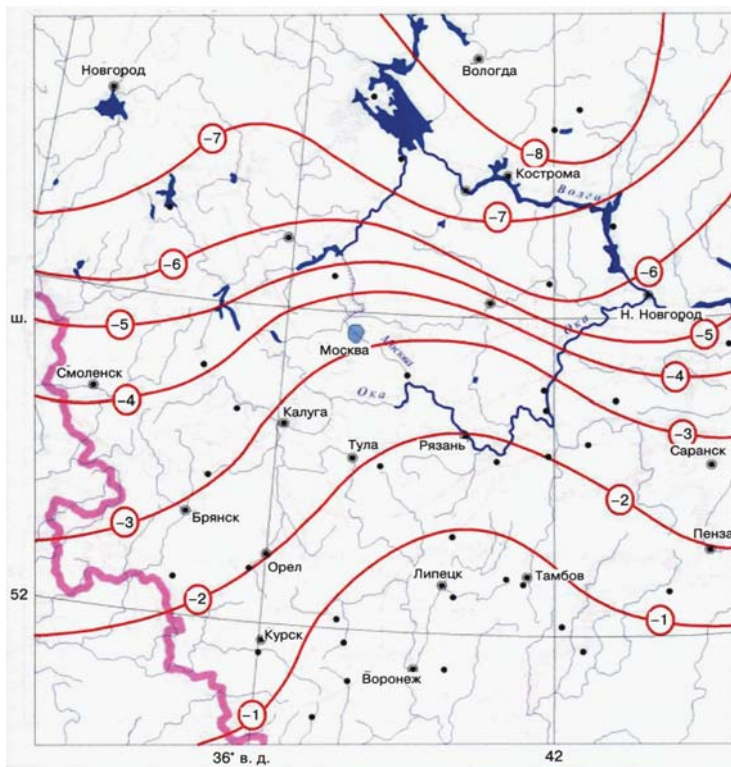 Новгород
Вологда
-7
-8
Кострома
Волга
-7
-6
-6
Н. Новгород
-5
ш.
-5
Ока
Москва
Москва
-4
Смоленск
-4
Ока
Калуга
-3
Тула
Рязань
Саранск
-2
Брянск
-3
Пенза
Орел
Липецк
Тамбов
52
-2
-1
Курск
Воронеж
-1
36° в. д.
42